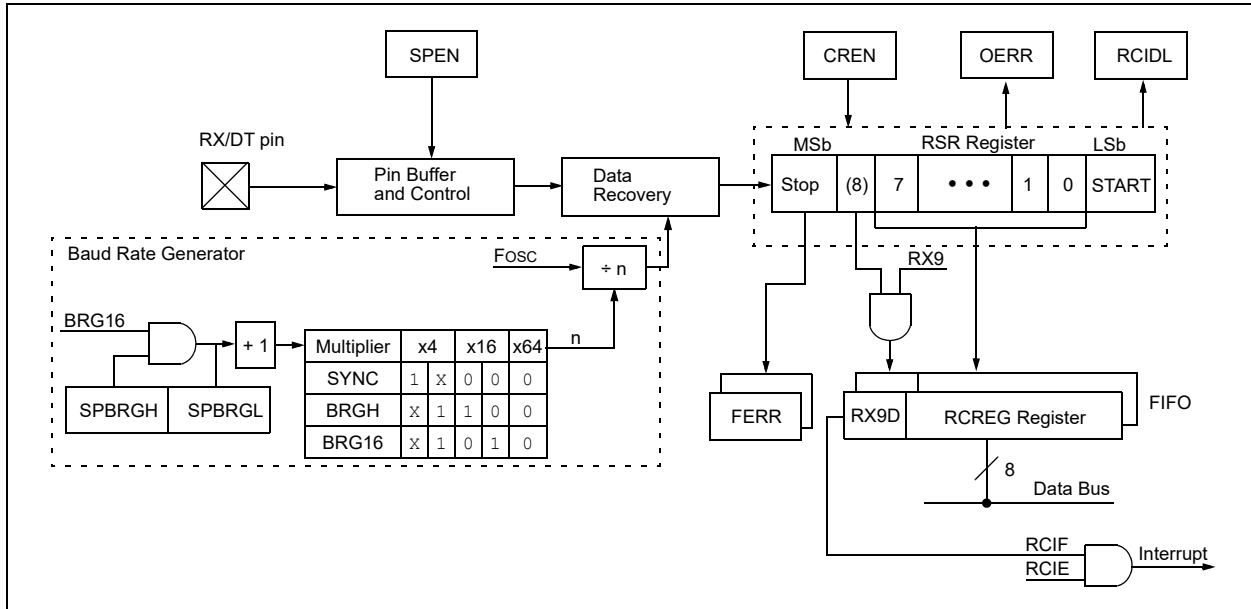 SPEN
CREN
OERR
RCIDL
RX/DT pin
Pin Buffer
and Control
Data
Recovery
MSb
RSR Register
LSb
Stop (8) 7 • • • 1 0 START
Baud Rate Generator
FOSC
÷ n
RX9
BRG16
+ 1
n
Multiplier x4 x16 x64
SYNC 1 X 0 0 0
BRGH X 1 1 0 0
BRG16 X 1 0 1 0
SPBRGH SPBRGL
FERR
RX9D RCREG Register
FIFO
8
Data Bus
RCIF
RCIE
Interrupt